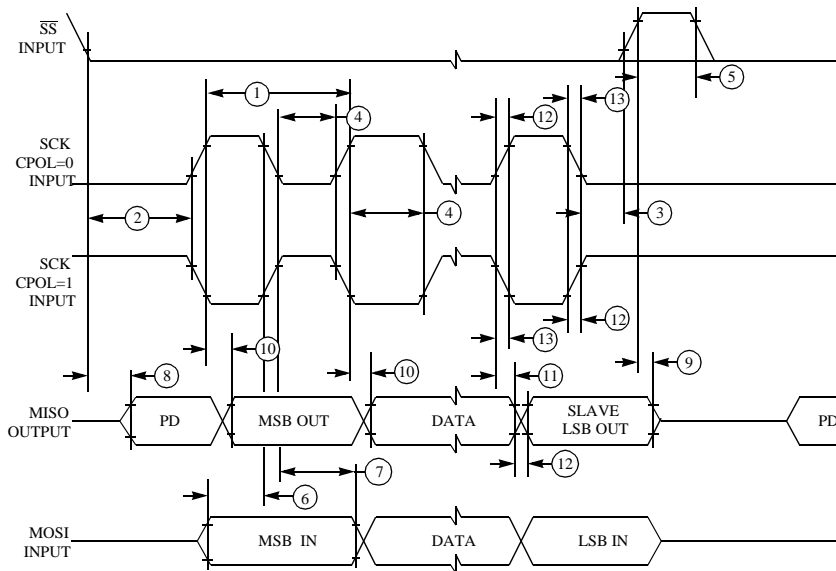 SS
INPUT
5
1
12
13
4
SCK
CPOL=0
INPUT
2
4
3
SCK
CPOL=1
INPUT
12
13
10
10
11
9
8
MISO
OUTPUT
PD
MSB OUT
DATA
SLAVE
LSB OUT
PD
12
7
6
MOSI
INPUT
MSB IN
DATA
LSB IN